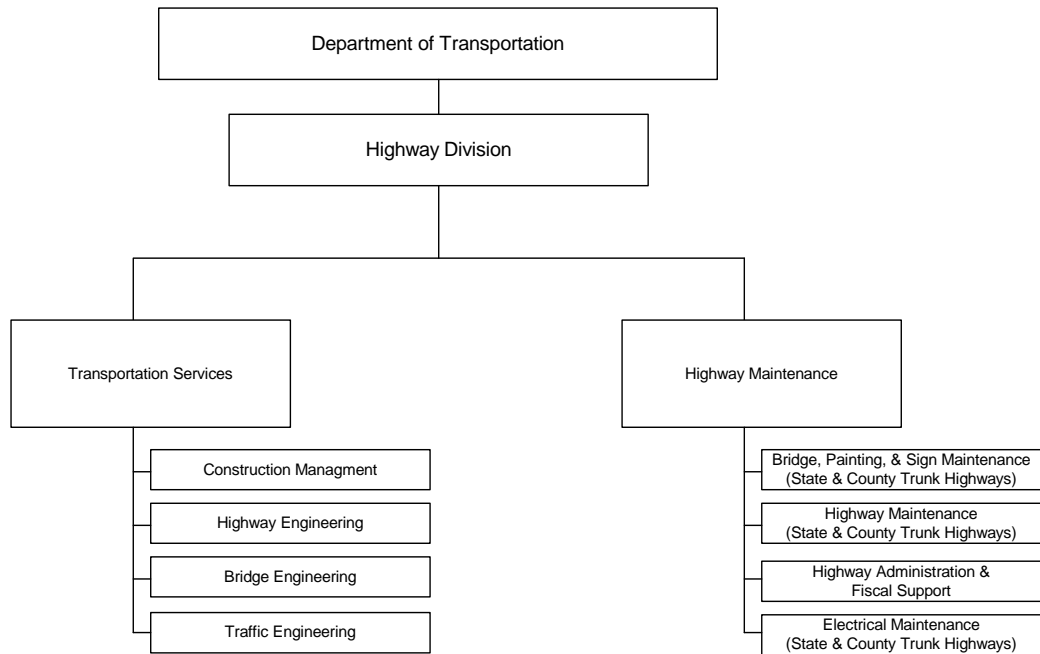 Department of Transportation
Highway Division
Transportation Services
Construction Managment
Highway Engineering
Bridge Engineering
Traffic Engineering
Highway Maintenance
Bridge, Painting, & Sign Maintenance
(State & County Trunk Highways)
Highway Maintenance
(State & County Trunk Highways)
Highway Administration &
Fiscal Support
Electrical Maintenance
(State & County Trunk Highways)